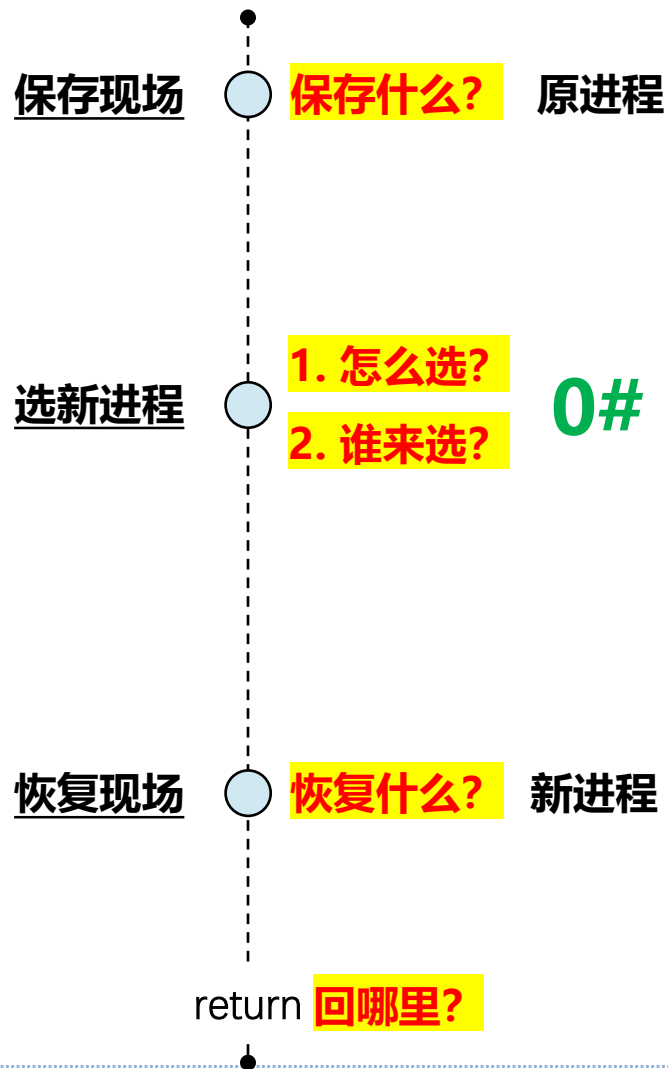 保存现场 保存什么？ 原进程
1. 怎么选？
选新进程 0#
2. 谁来选？
恢复现场 恢复什么？ 新进程
return 回哪里？